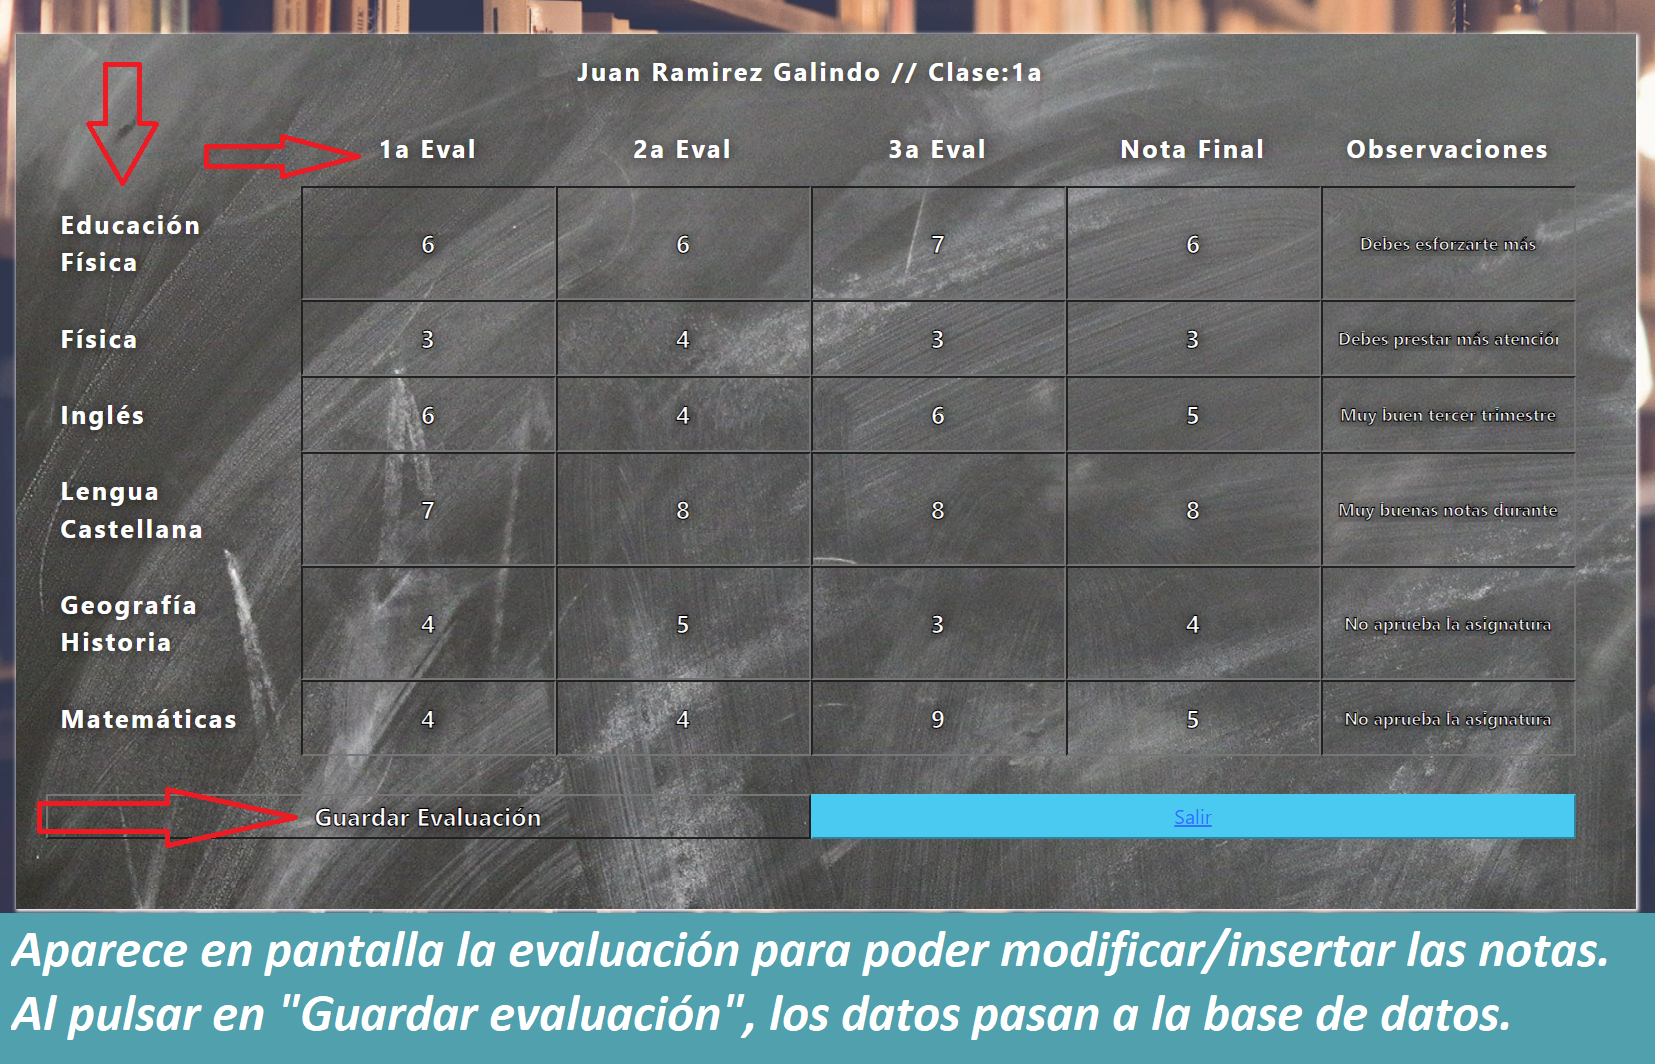 Juan Ramirez Galindo // Clase:1a
1a Eval 2a Eval 3a Eval Nota Final Observaciones
Educación
Física
6 6 7 6 Debes esforzarte más
Física 3 4 3 3 Debes prestar más atenciór
Inglés 6 4 6 5 Muy buen tercer trimestre
Lengua
Castellana
7 8 8 8 Muy buenas notas durante
Geografía
Historia
4 5 3 4 No aprueba la asignatura
Matemáticas 4 4 9 5 No aprueba la asignatura
Guardar Evaluación Salir
Aparece en pantalla la evaluación para poder modificar/insertar las notas.
Al pulsar en "Guardar evaluación", los datos pasan a la base de datos.